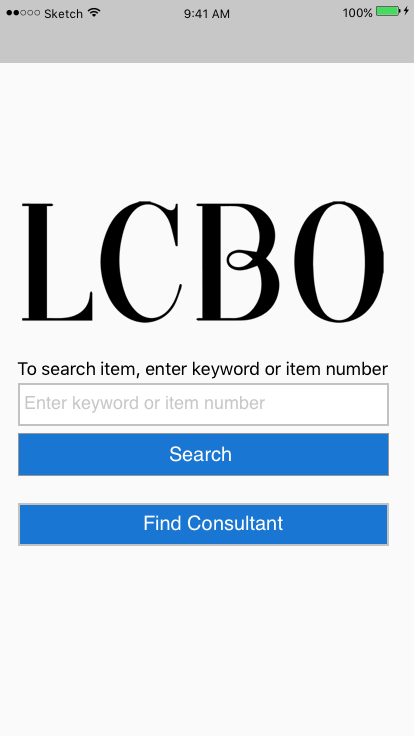 Sketch 9:41 AM 100%
LCBO
To search item, enter keyword or item number
Enter keyword or item number
Search
Find Consultant